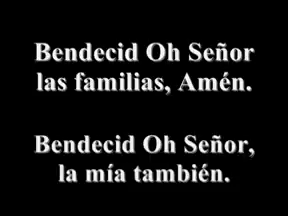 Bendecid Oh Señor
las familias, Amén.
Bendecid Oh Señor,
la mía también.